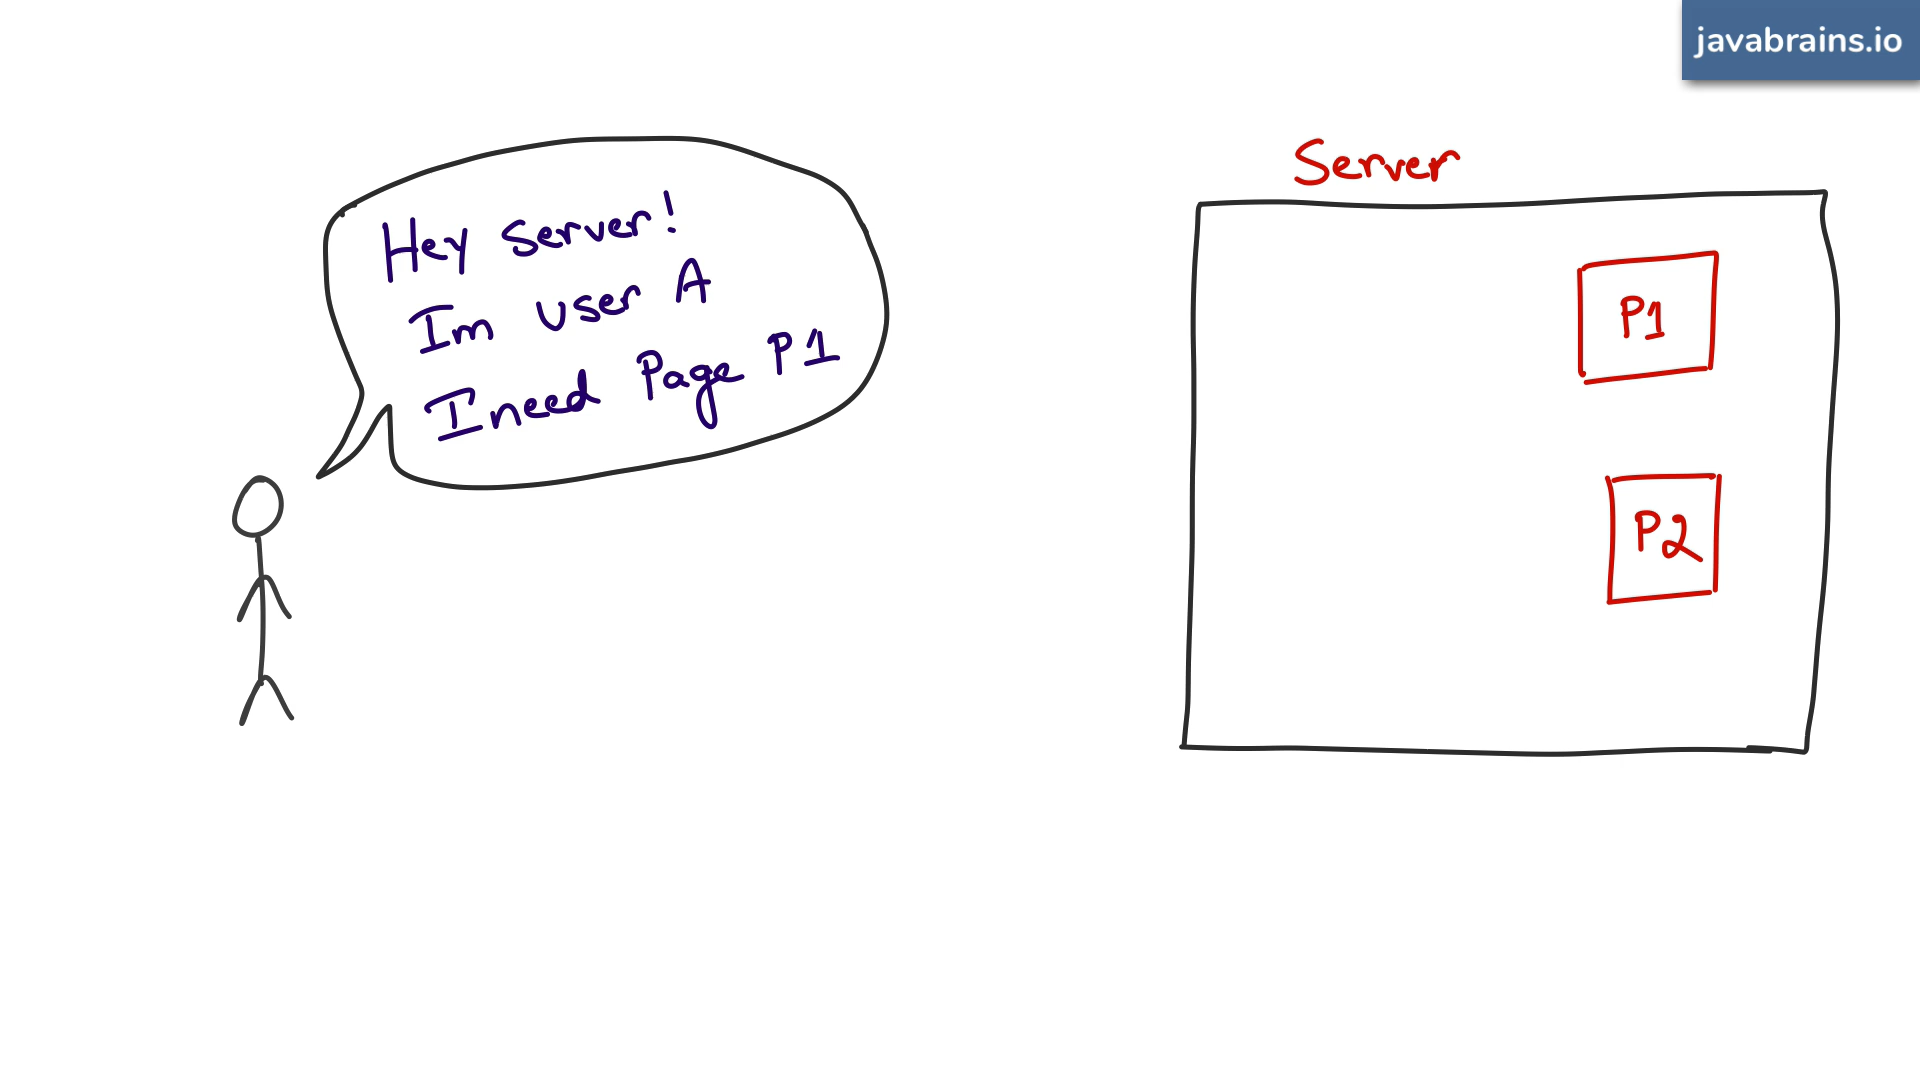 javabrains.io
Server
Hey Server!
Im user A
I need Page P1
P1
P2